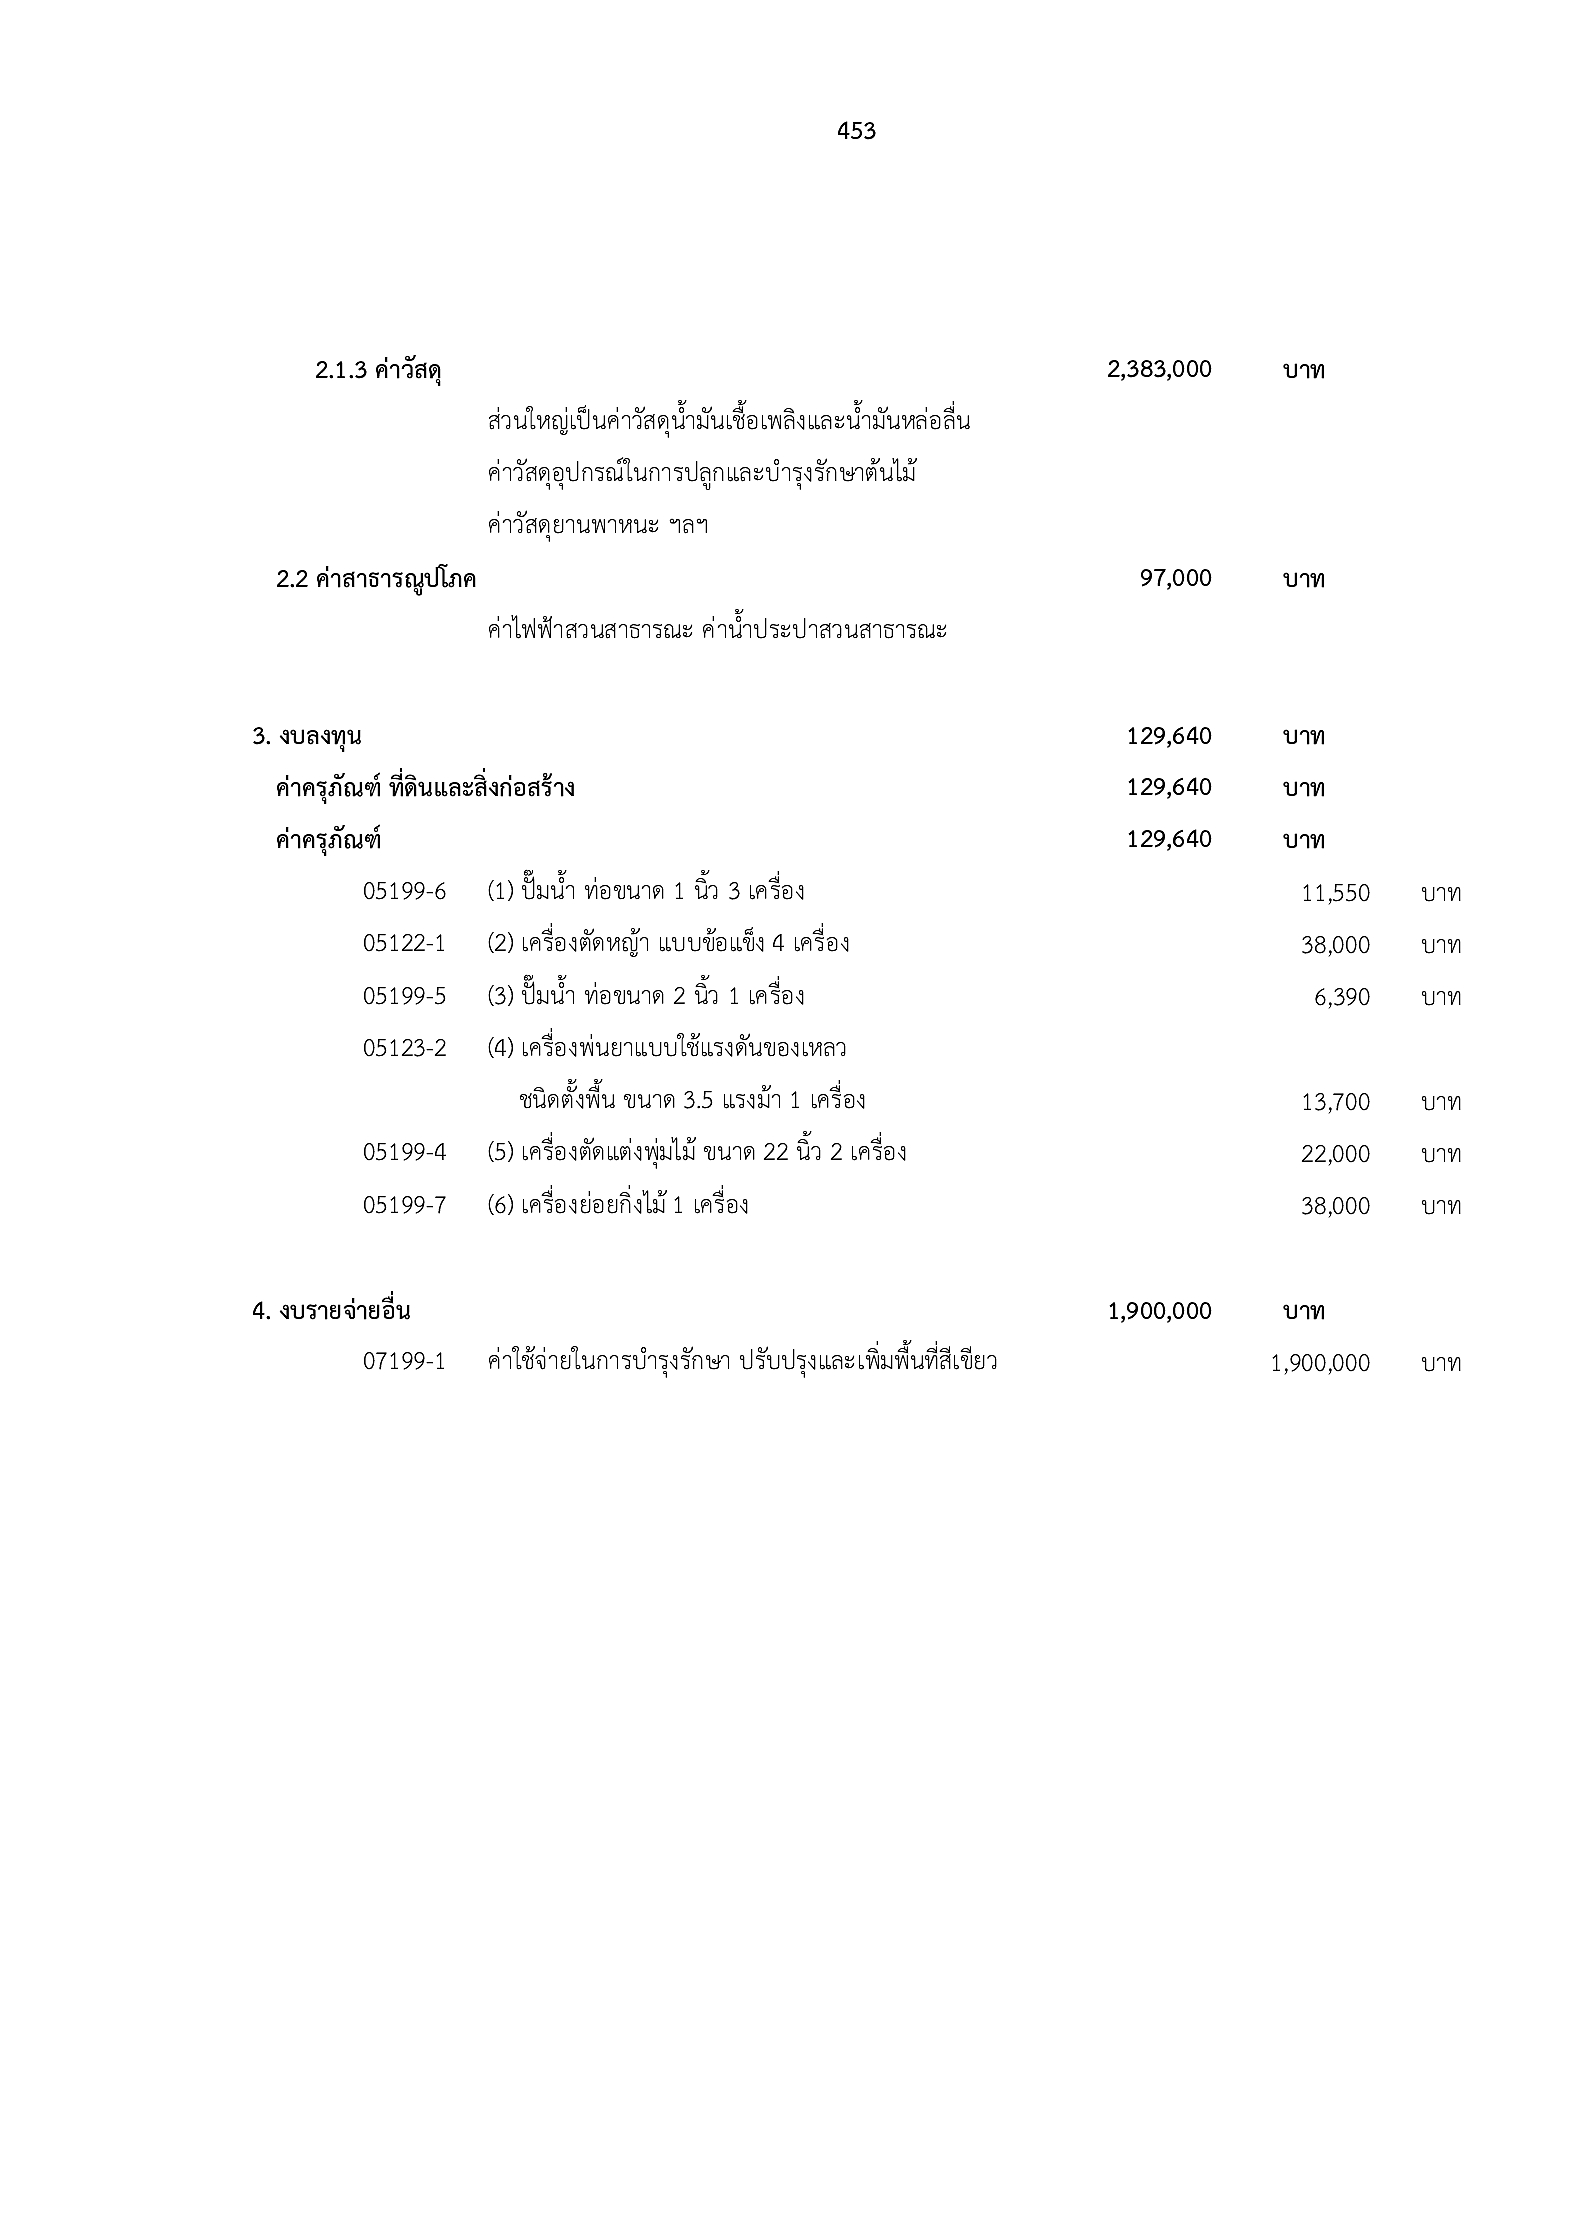 453
2.1.3 ค่าวัสดุ 2,383,000 บาท
ส่วนใหญ่เป็นค่าวัสดุน้ำมันเชื้อเพลิงและน้ำมันหล่อลื่น
ค่าวัสดุอุปกรณ์ในการปลูกและบำรุงรักษาต้นไม้
ค่าวัสดุยานพาหนะ ฯลฯ
2.2 ค่าสาธารณูปโภค 97,000 บาท
ค่าไฟฟ้าสวนสาธารณะ ค่าน้ำประปาสวนสาธารณะ
3. งบลงทุน 129,640 บาท
ค่าครุภัณฑ์ ที่ดินและสิ่งก่อสร้าง 129,640 บาท
ค่าครุภัณฑ์ 129,640 บาท
05199-6 (1) ปั๊มน้ำ ท่อขนาด 1 นิ้ว 3 เครื่อง 11,550 บาท
05122-1 (2) เครื่องตัดหญ้า แบบข้อแข็ง 4 เครื่อง 38,000 บาท
05199-5 (3) ปั๊มน้ำ ท่อขนาด 2 นิ้ว 1 เครื่อง 6,390 บาท
05123-2 (4) เครื่องพ่นยาแบบใช้แรงดันของเหลว
ชนิดตั้งพื้น ขนาด 3.5 แรงม้า 1 เครื่อง 13,700 บาท
05199-4 (5) เครื่องตัดแต่งพุ่มไม้ ขนาด 22 นิ้ว 2 เครื่อง 22,000 บาท
05199-7 (6) เครื่องย่อยกิ่งไม้ 1 เครื่อง 38,000 บาท
4. งบรายจ่ายอื่น 1,900,000 บาท
07199-1 ค่าใช้จ่ายในการบำรุงรักษา ปรับปรุงและเพิ่มพื้นที่สีเขียว 1,900,000 บาท